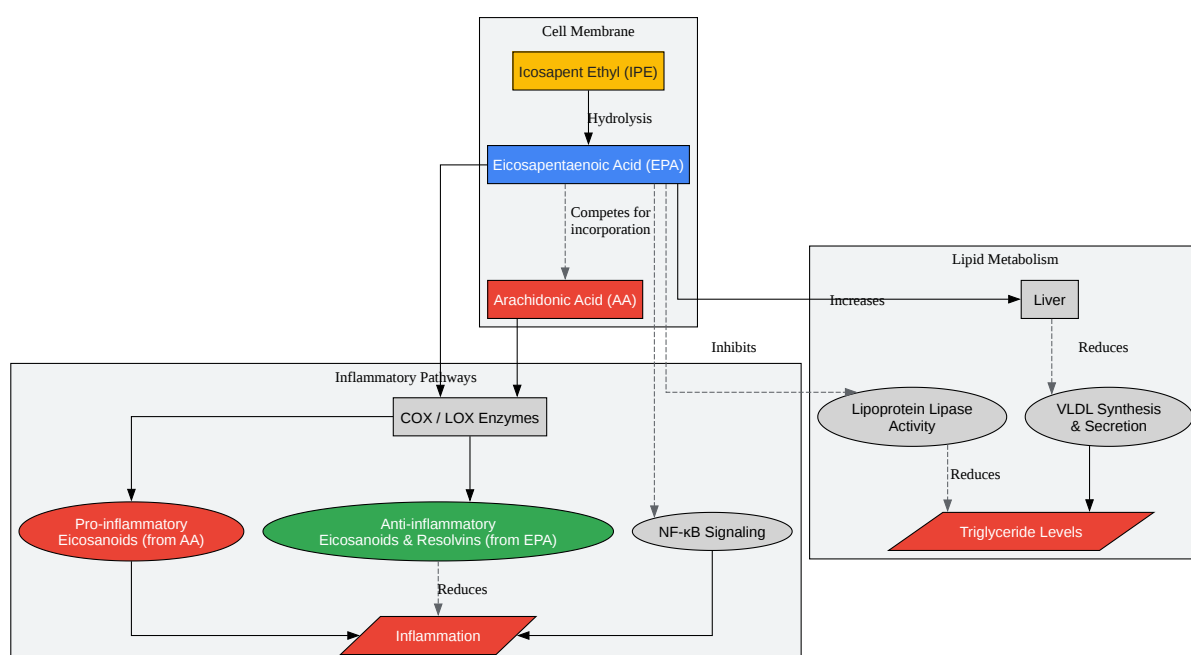 Cell Membrane
Icosapent Ethyl (IPE)
Hydrolysis
Eicosapentaenoic Acid (EPA)
Competes for
incorporation
Arachidonic Acid (AA)
Lipid Metabolism
Increases
Liver
Inhibits
Reduces
Inflammatory Pathways
COX / LOX Enzymes
Lipoprotein Lipase
Activity
VLDL Synthesis
& Secretion
Reduces
Pro-inflammatory
Eicosanoids (from AA)
Anti-inflammatory
Eicosanoids & Resolvins (from EPA)
NF-κB Signaling
Triglyceride Levels
Reduces
Inflammation